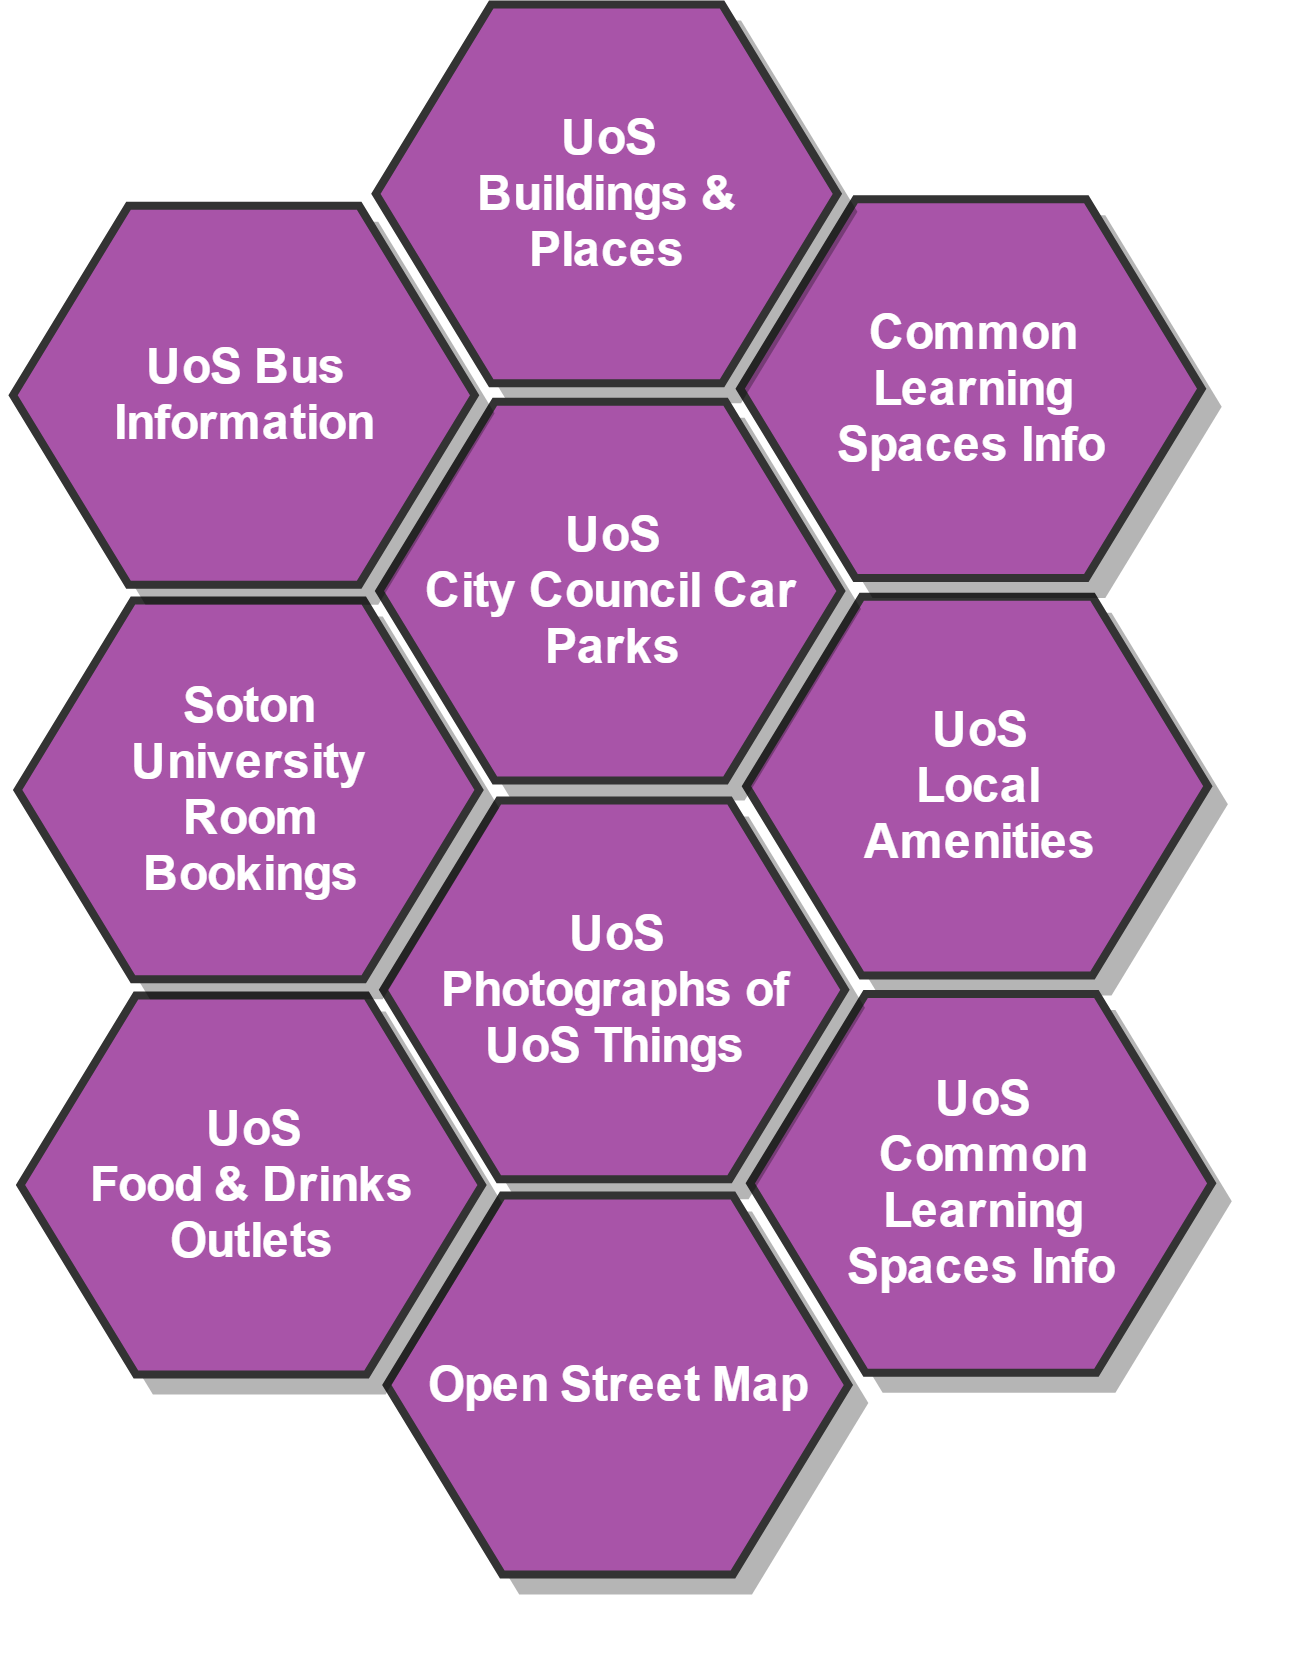 UoS
Buildings &
Places
UoS Bus
Information
Common
Learning
Spaces Info
UoS
City Council Car
Parks
Soton
University
Room
Bookings
UoS
Local
Amenities
UoS
Photographs of
UoS Things
UoS
Food & Drinks
Outlets
UoS
Common
Learning
Spaces Info
Open Street Map